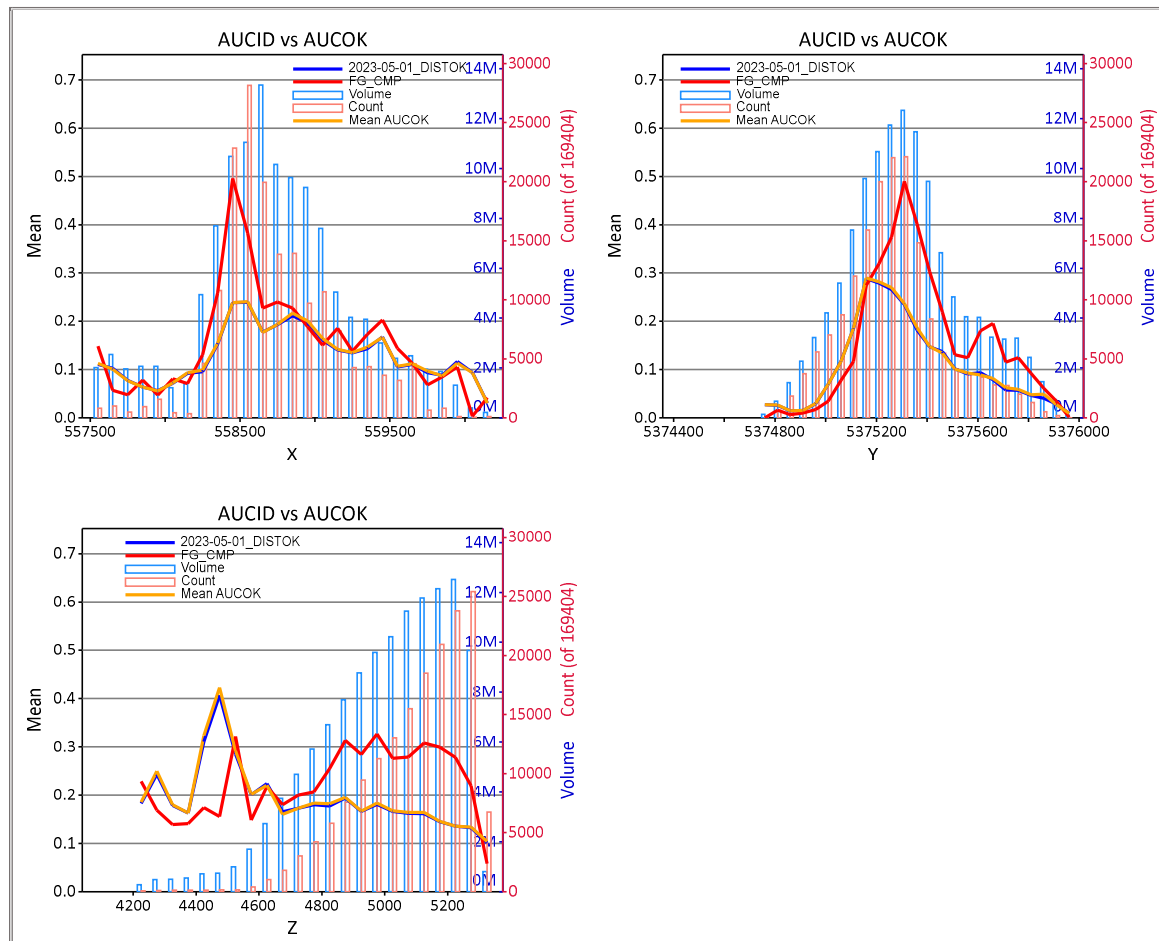 AUCID vs AUCOK
2023-05-01_DISTOK
FG_CMP
Volume
Count
Mean AUCOK
0.7
0.6
0.5
0.4
0.3
0.2
0.1
0.0
Mean
14M
12M
10M
8M
6M
4M
2M
0M
Volume
30000
25000
20000
15000
10000
5000
0
Count (of 169404)
557500
558500
559500
X
AUCID vs AUCOK
2023-05-01_DISTOK
FG_CMP
Volume
Count
Mean AUCOK
0.7
0.6
0.5
0.4
0.3
0.2
0.1
0.0
Mean
14M
12M
10M
8M
6M
4M
2M
0M
Volume
30000
25000
20000
15000
10000
5000
0
Count (of 169404)
5374400
5374800
5375200
5375600
5376000
Y
AUCID vs AUCOK
2023-05-01_DISTOK
FG_CMP
Volume
Count
Mean AUCOK
0.7
0.6
0.5
0.4
0.3
0.2
0.1
0.0
Mean
14M
12M
10M
8M
6M
4M
2M
0M
Volume
30000
25000
20000
15000
10000
5000
0
Count (of 169404)
4200
4400
4600
4800
5000
5200
Z